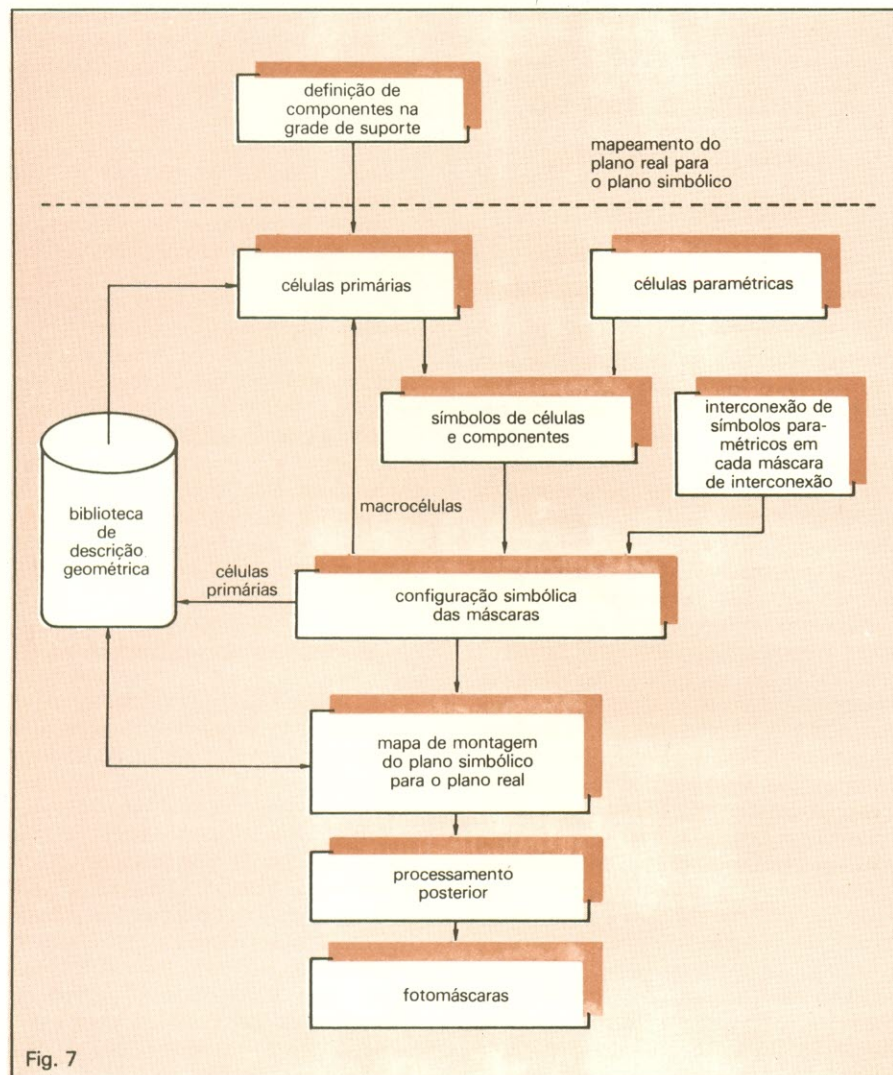 definição de
componentes na
grade de suporte
mapeamento do
plano real para
o plano simbólico
células primárias
células paramétricas
símbolos de células
e componentes
interconexão de
símbolos para-
métricos em
cada máscara
de interconexão
macrocélulas
biblioteca
de
descrição
geométrica
células
primárias
configuração simbólica
das máscaras
mapa de montagem
do plano simbólico
para o plano real
processamento
posterior
fotomáscaras
Fig. 7